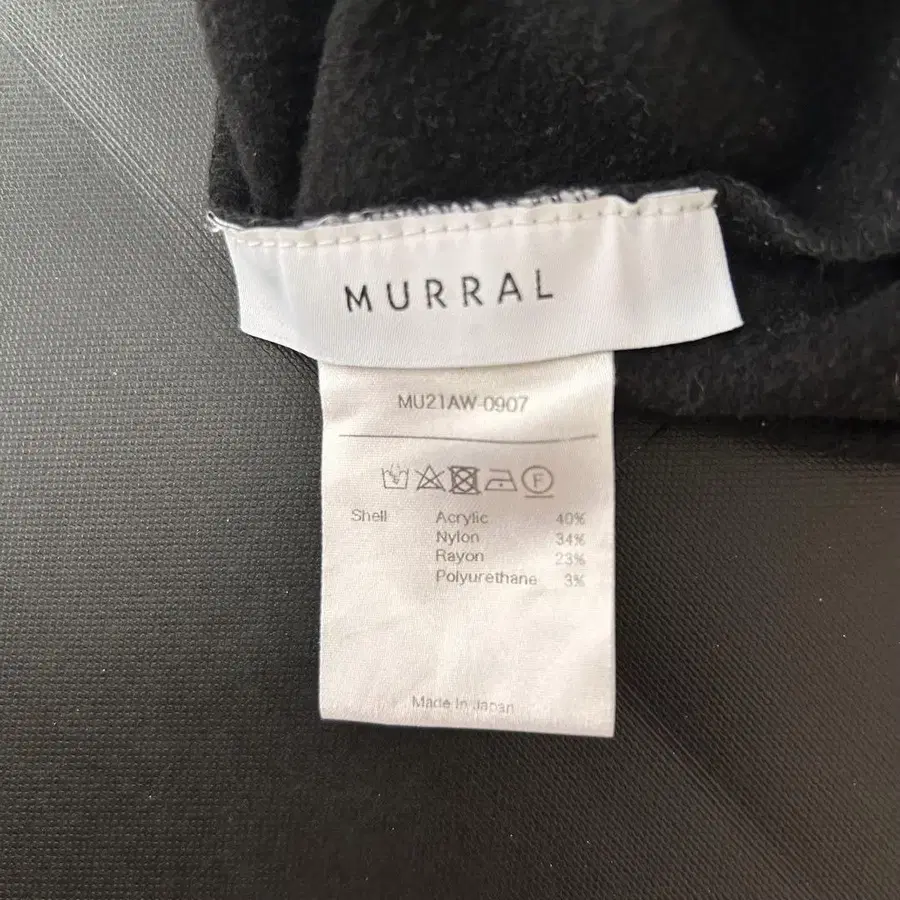 MURRAL
MU21AW-0907
F
Shell Acrylic 40%
Nylon 34%
Rayon 23%
Polyurethane 3%
Made In Japan